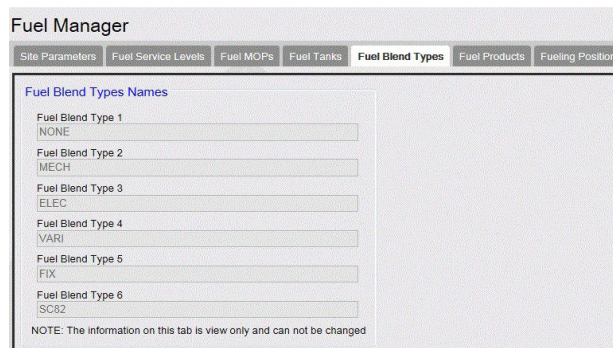 Fuel Manager
Site Parameters Fuel Service Levels Fuel MOPs Fuel Tanks Fuel Blend Types Fuel Products Fueling Position
Fuel Blend Types Names
Fuel Blend Type 1
NONE
Fuel Blend Type 2
MECH
Fuel Blend Type 3
ELEC
Fuel Blend Type 4
VARI
Fuel Blend Type 5
FIX
Fuel Blend Type 6
SC82
NOTE: The information on this tab is view only and can not be changed